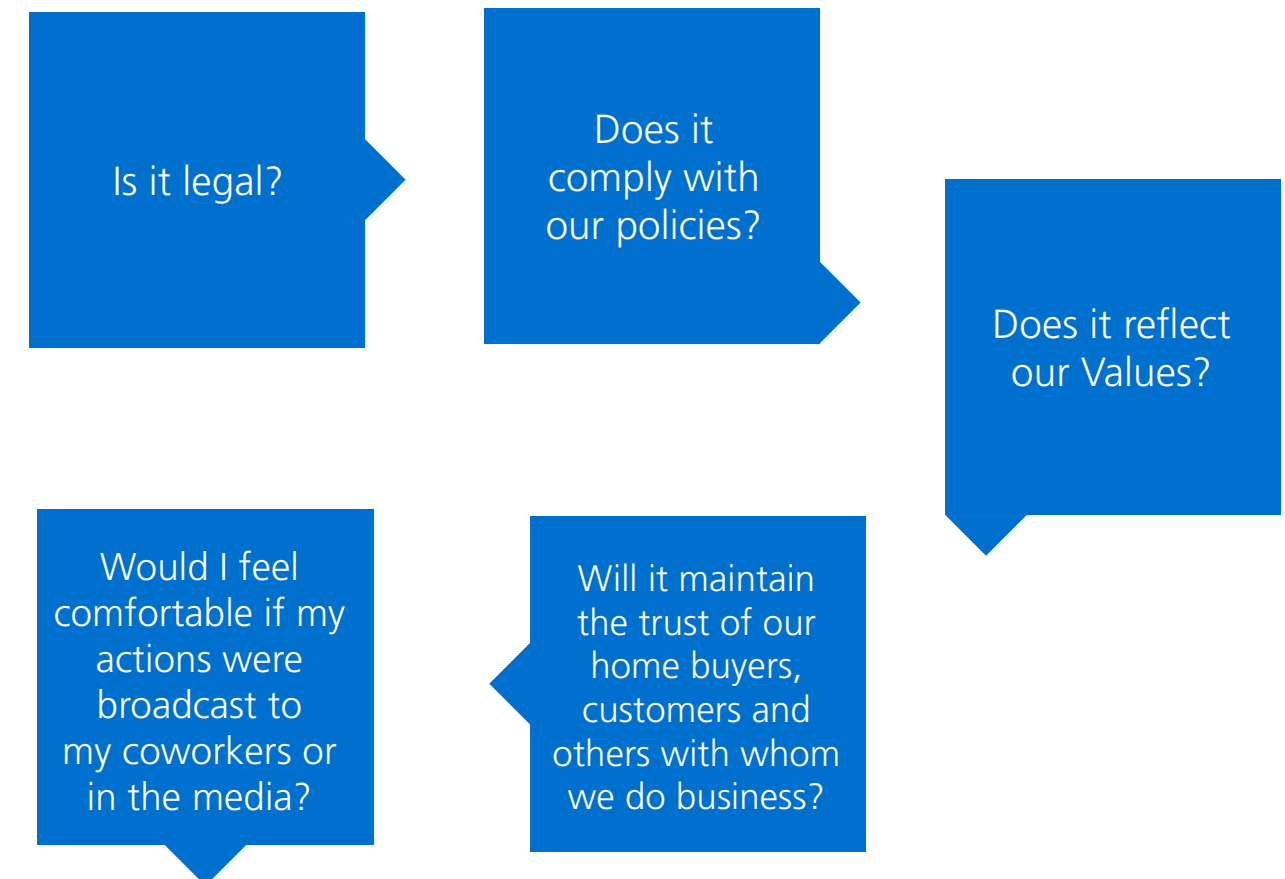 Is it legal?
Does it
comply with
our policies?
Does it reflect
our Values?
Will it maintain
the trust of our
home buyers,
customers and
others with whom
we do business?
Would I feel
comfortable if my
actions were
broadcast to
my coworkers or
in the media?